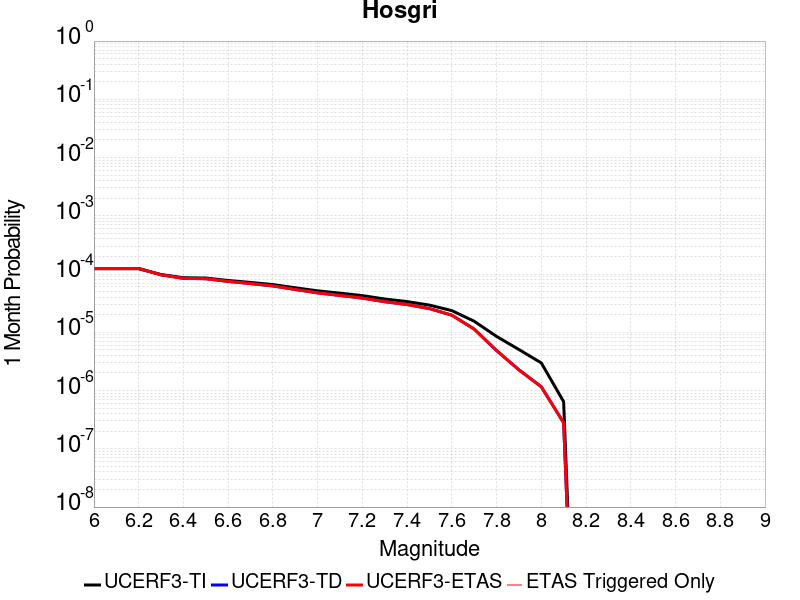 Hosgri
10^0
10^-1
10^-2
10^-3
10^-4
10^-5
10^-6
10^-7
10^-8
1 Month Probability
6 6.2 6.4 6.6 6.8 7 7.2 7.4 7.6 7.8 8 8.2 8.4 8.6 8.8 9
Magnitude
UCERF3-TI UCERF3-TD UCERF3-ETAS ETAS Triggered Only